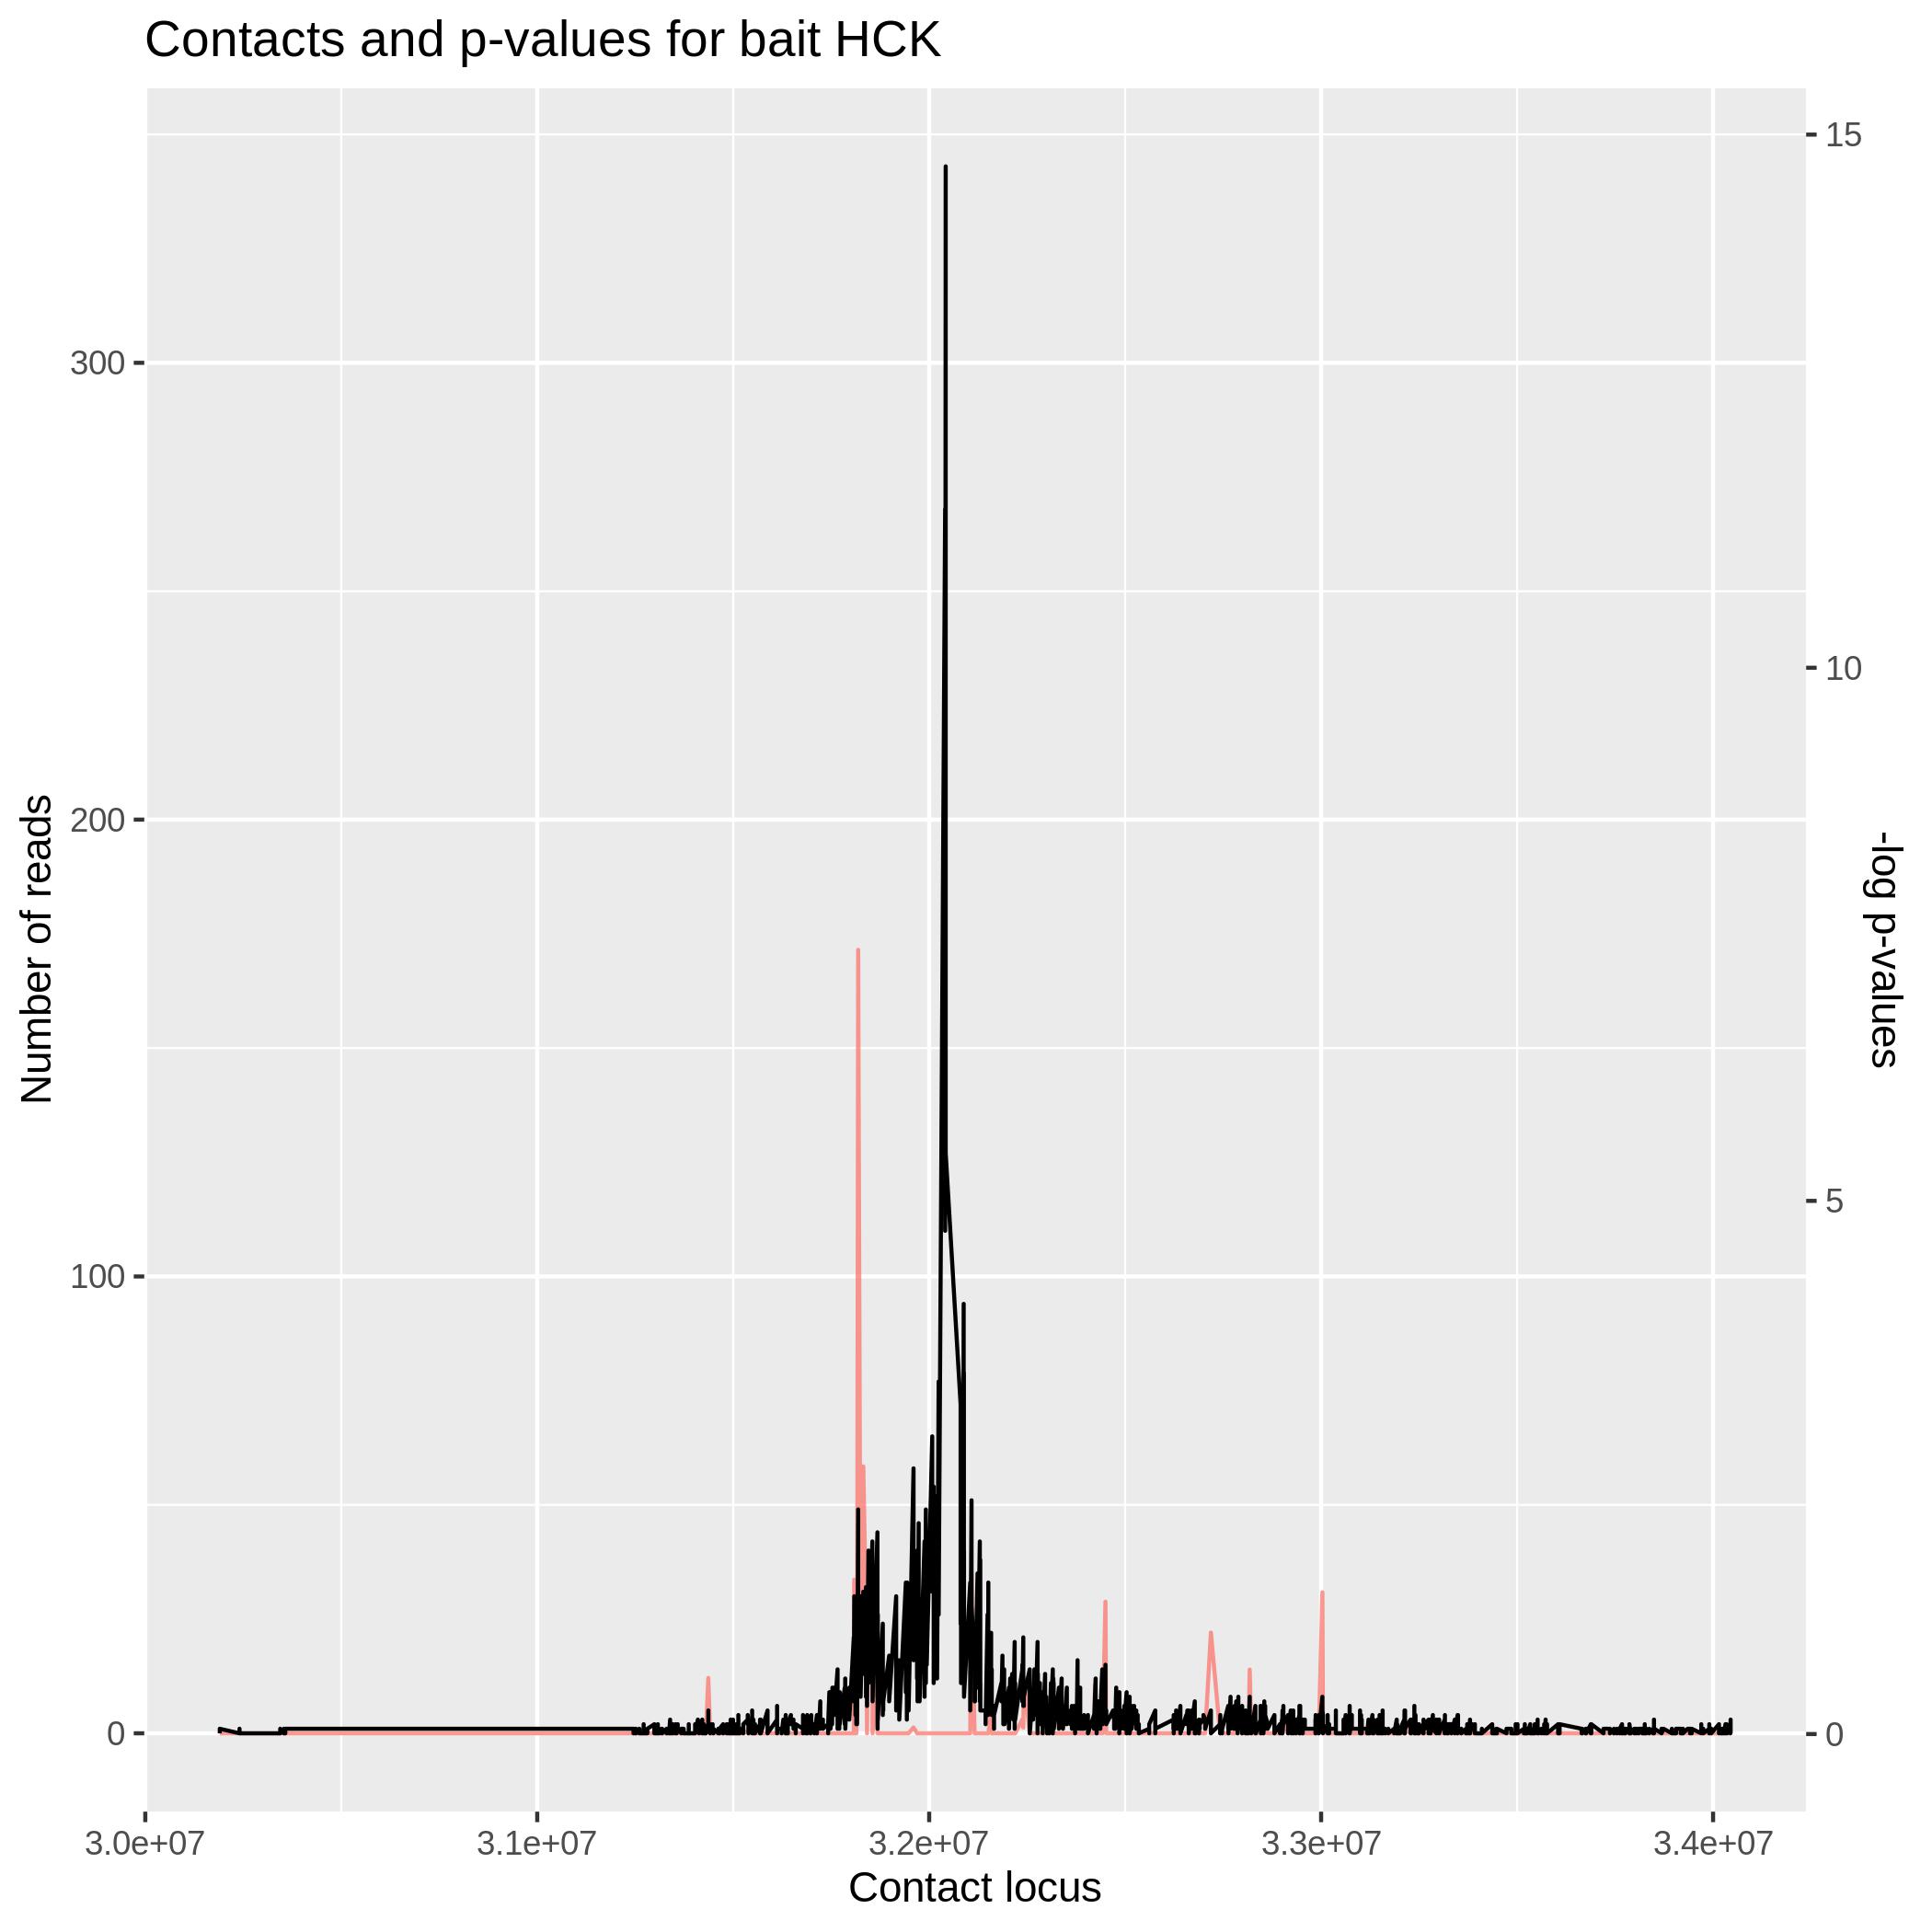 Contacts and p-values for bait HCK
Number of reads
300
200
100
0
15
10
5
0
-log p-values
3.0e+07 3.1e+07 3.2e+07 3.3e+07 3.4e+07
Contact locus